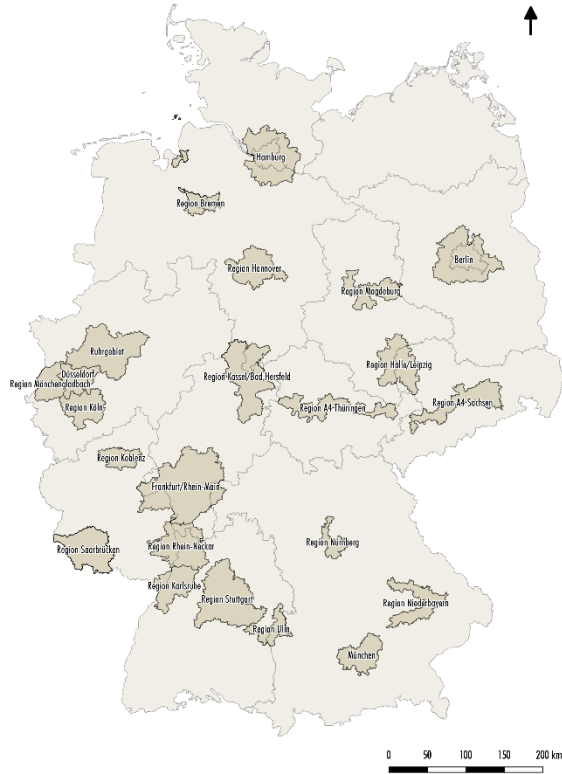 Hamburg
Region Bremen
Berlin
Region Hannover
Region Magdeburg
Ruhrgebiet
Region Halle/Leipzig
Düsseldorf
Region Kassel/Bad Hersfeld
Region Mönchengladbach
Region A4-Sachsen
Region Köln
Region A4-Thüringen
Region Koblenz
Frankfurt/Rhein-Main
Region Nürnberg
Region Rhein-Neckar
Region Saarbrücken
Region Karlsruhe
Region Stuttgart
Region Niederbayern
Region Ulm
München
0 50 100 150 200 km